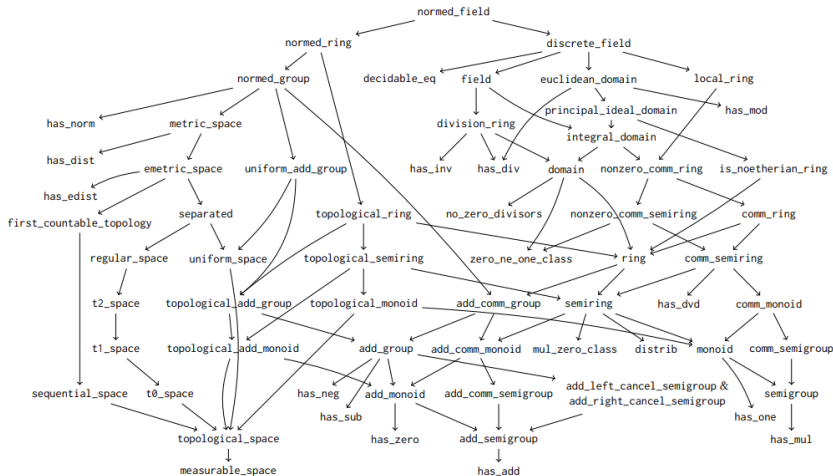 normed_field
normed_ring discrete_field
normed_group decidable_eq field euclidean_domain local_ring
principal_ideal_domain has_mod
has_norm metric_space division_ring integral_domain
has_dist
emetric_space uniform_add_group has_inv has_div domain nonzero_comm_ring is_noetherian_ring
has_edist
first_countable_topology separated topological_ring no_zero_divisors nonzero_comm_semiring comm_ring
regular_space uniform_space topological_semiring zero_ne_one_class ring comm_semiring
t2_space topological_add_group topological_monoid add_comm_group semiring has_dvd comm_monoid
t1_space topological_add_monoid add_group add_comm_monoid mul_zero_class distrib monoid comm_semigroup
sequential_space t0_space has_neg add_monoid add_comm_semigroup add_left_cancel_semigroup & semigroup
has_sub add_right_cancel_semigroup has_one
topological_space has_zero add_semigroup has_mul
measurable_space has_add